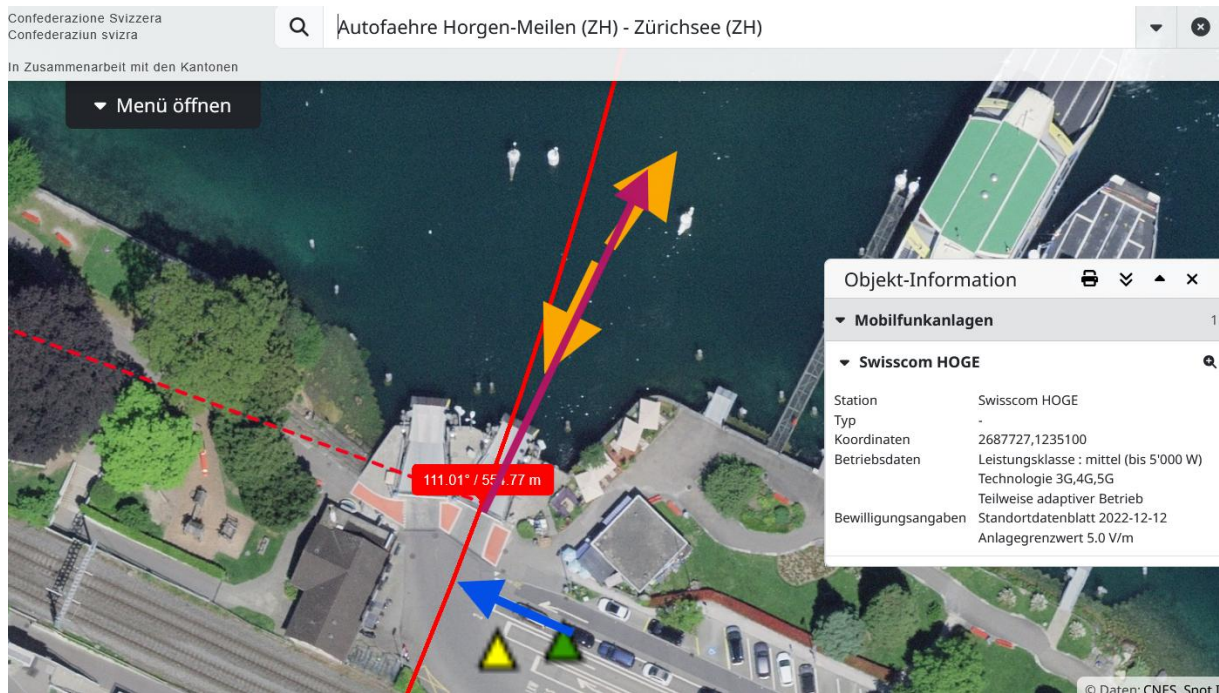 Confederazione Svizzera
Confederaziun svizra
In Zusammenarbeit mit den Kantonen
Autofaehre Horgen-Meilen (ZH) - Zürichsee (ZH)
Menü öffnen
111.01° / 55 .77 m
Objekt-Information
Mobilfunkanlagen 1
Swisscom HOGE
Station Swisscom HOGE
Typ -
Koordinaten 2687727,1235100
Betriebsdaten Leistungsklasse : mittel (bis 5'000 W)
Technologie 3G,4G,5G
Teilweise adaptiver Betrieb
Bewilligungsangaben Standortdatenblatt 2022-12-12
Anlagegrenzwert 5.0 V/m
© Daten: CNES, Spot